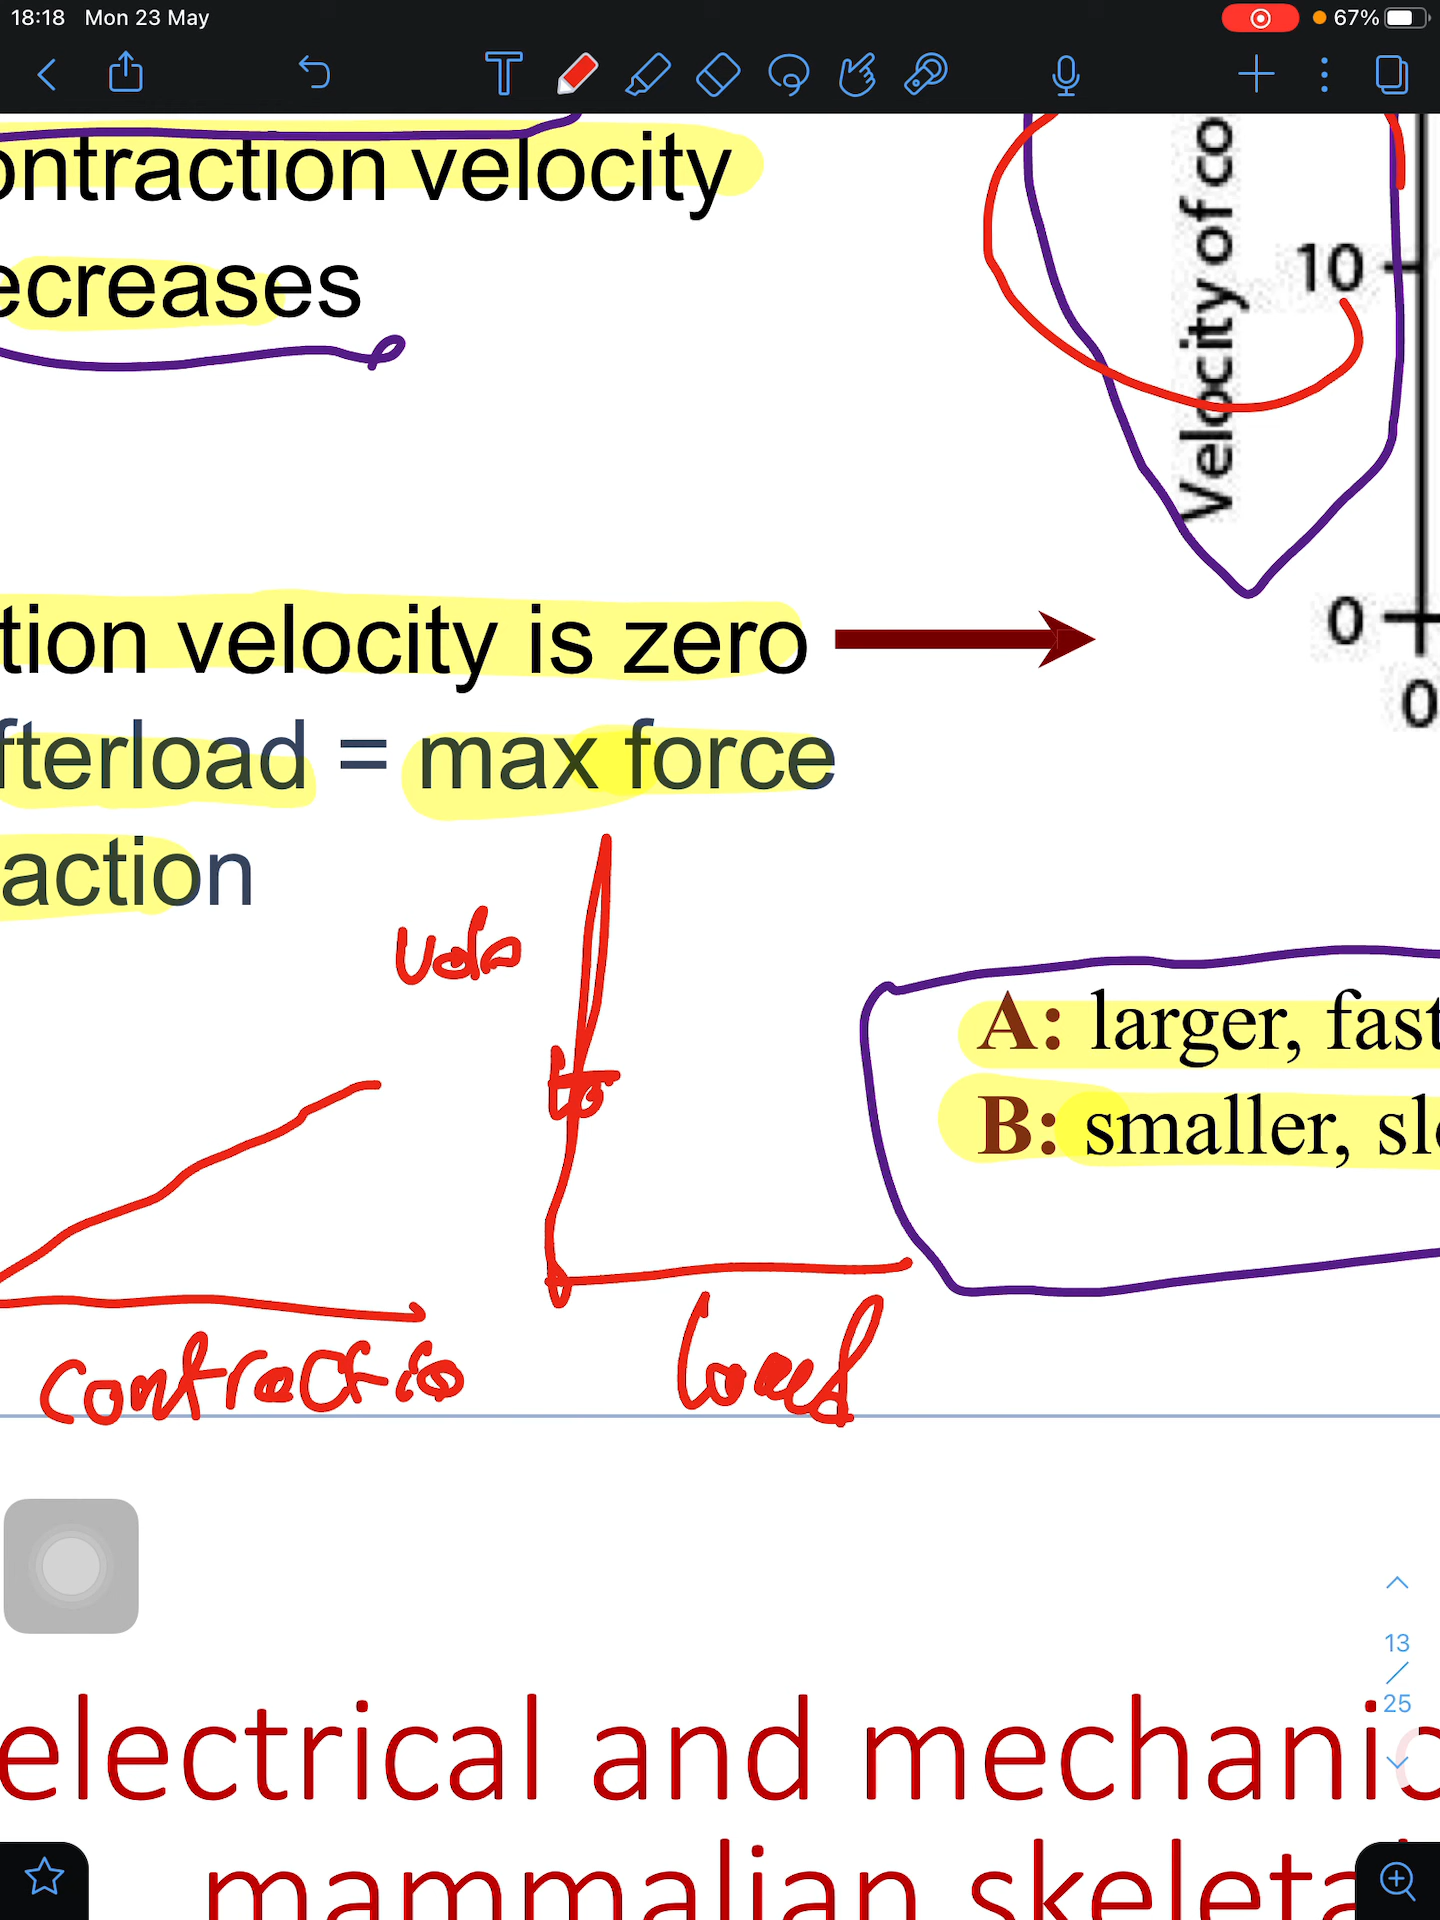 18:18 Mon 23 May 67%
ontraction velocity
ecreases
Velocity of co
10
0
0
tion velocity is zero
fterload = max force
action
A: larger, fast
B: smaller, sl
contractio
load
13
/
25
electrical and mechanic
mammalian skeleta